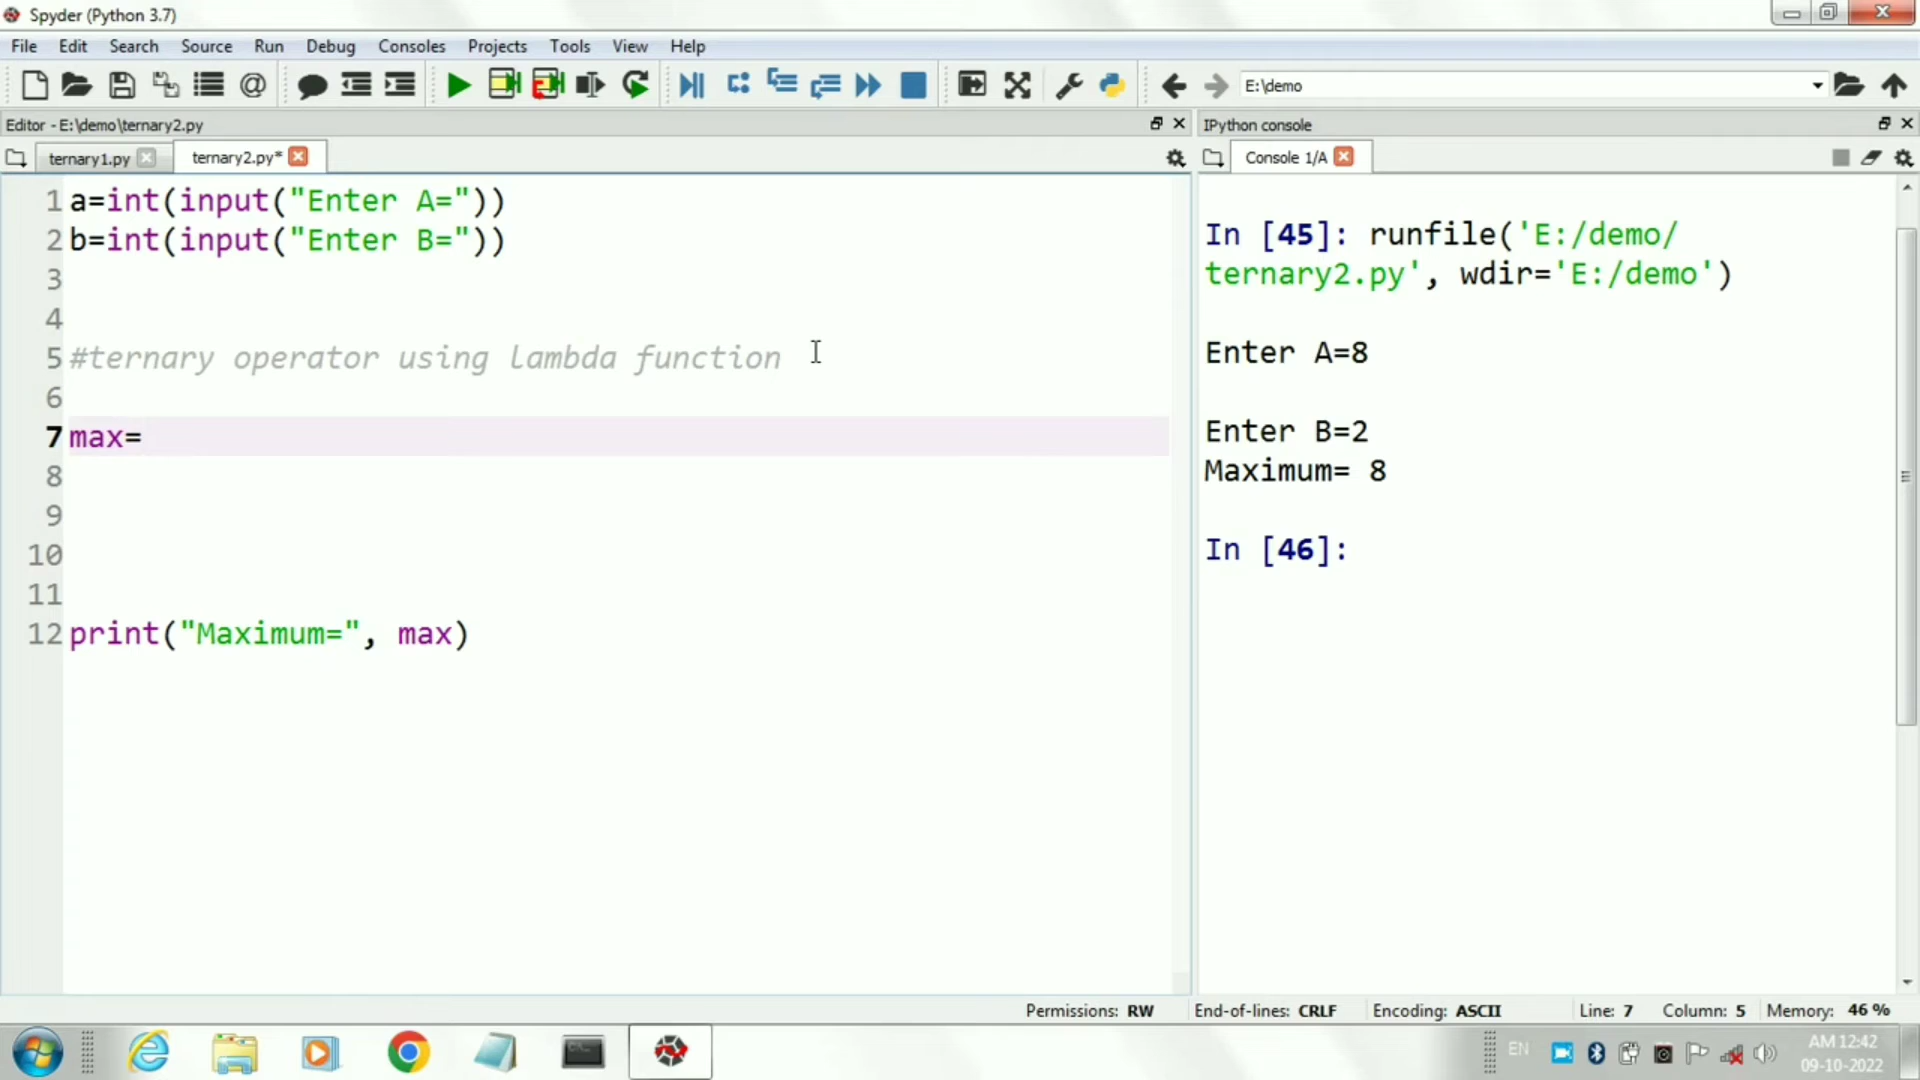 Spyder (Python 3.7)
File Edit Search Source Run Debug Consoles Projects Tools View Help
E:\demo
Editor - E:\demo\ternary2.py
IPython console
ternary1.py
ternary2.py*
Console 1/A
1 a=int(input("Enter A="))
2 b=int(input("Enter B="))
3
4
5 #ternary operator using lambda function
6
7 max=
8
9
10
11
12 print("Maximum=", max)
In [45]: runfile('E:/demo/
ternary2.py', wdir='E:/demo')
Enter A=8
Enter B=2
Maximum= 8
In [46]:
Permissions: RW End-of-lines: CRLF Encoding: ASCII Line: 7 Column: 5 Memory: 46 %
EN
AM 12:42
09-10-2022